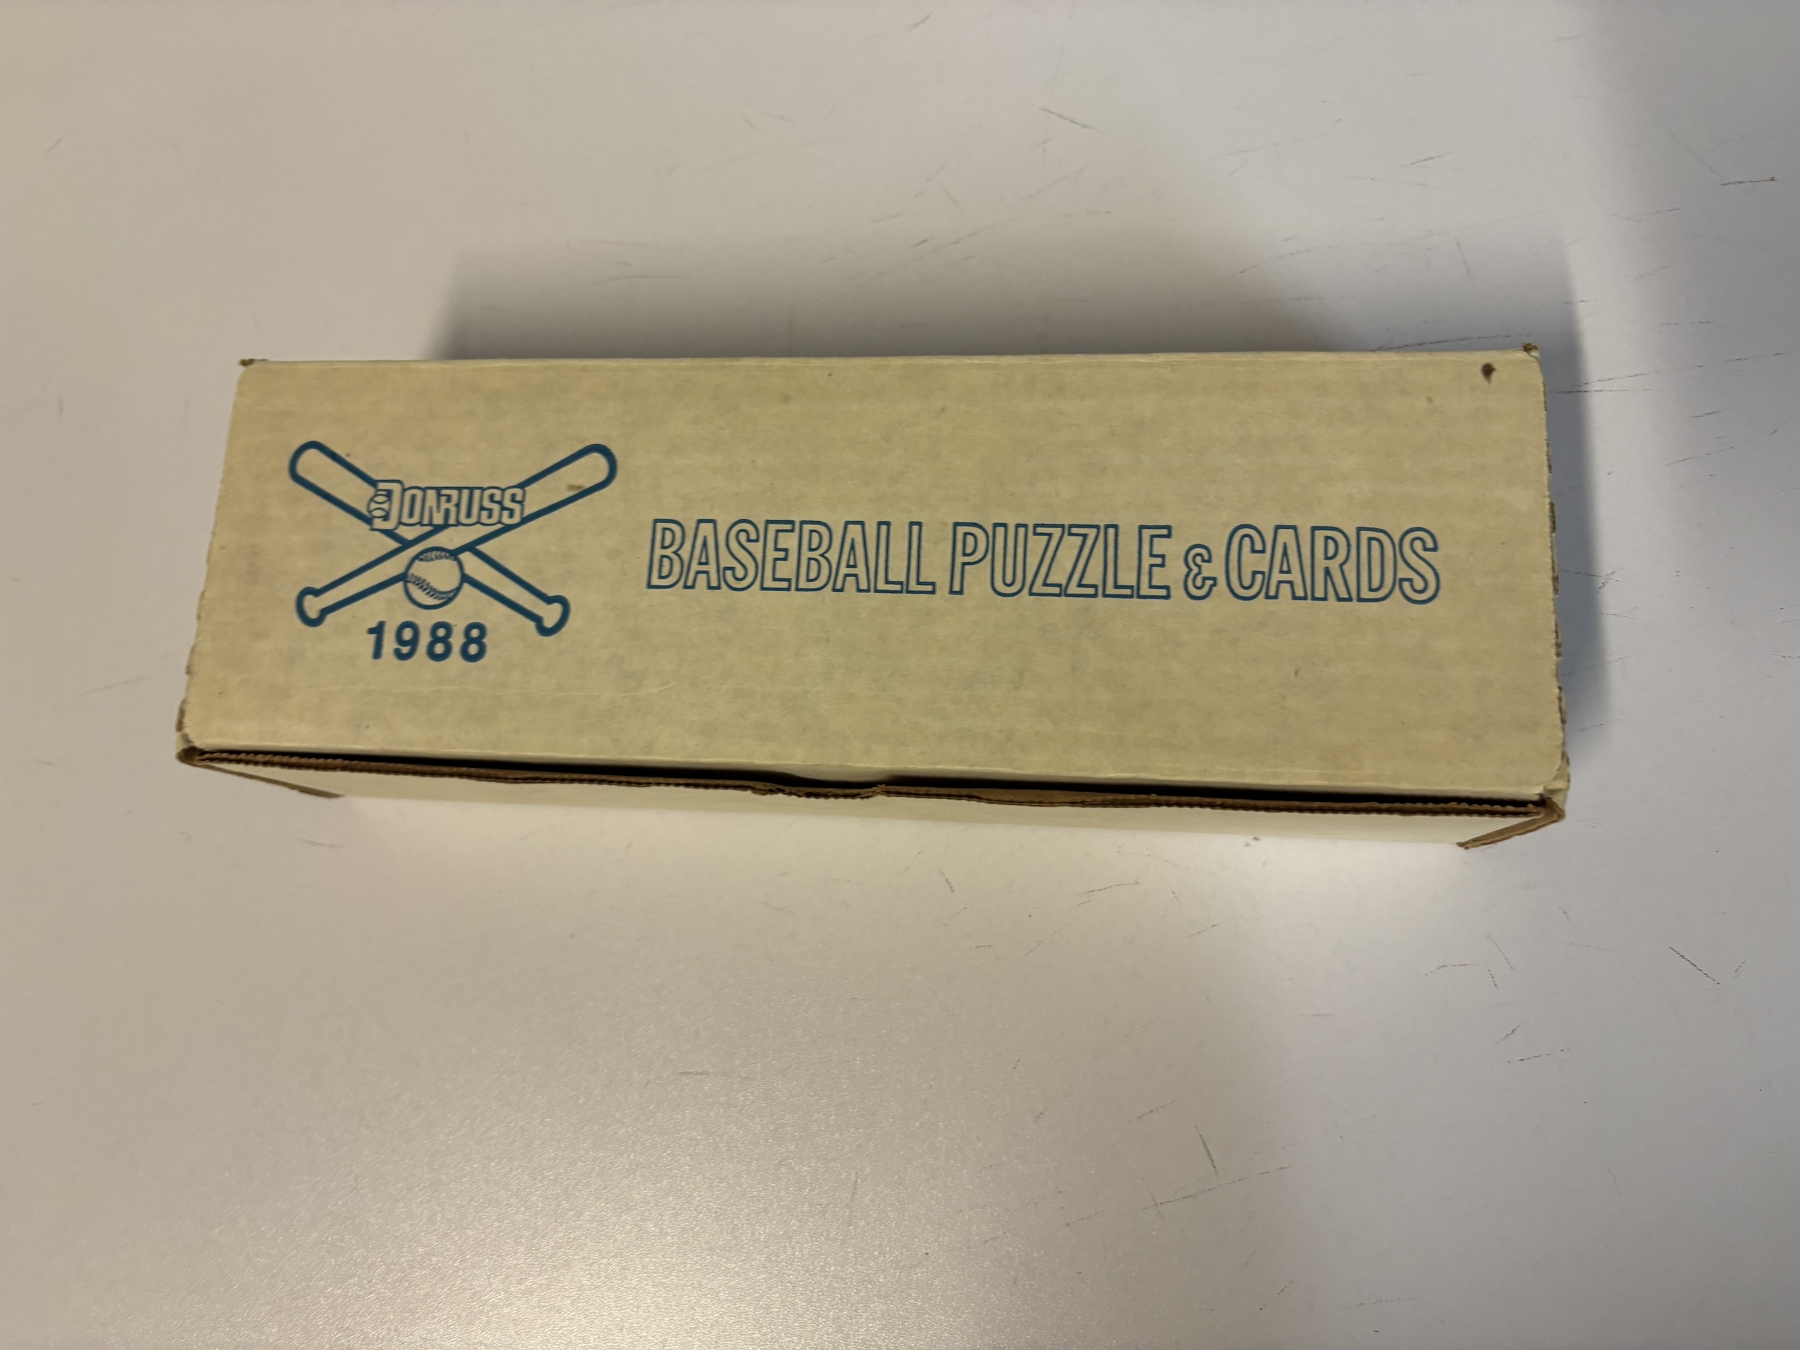 DONRUSS
1988
BASEBALL PUZZLE & CARDS